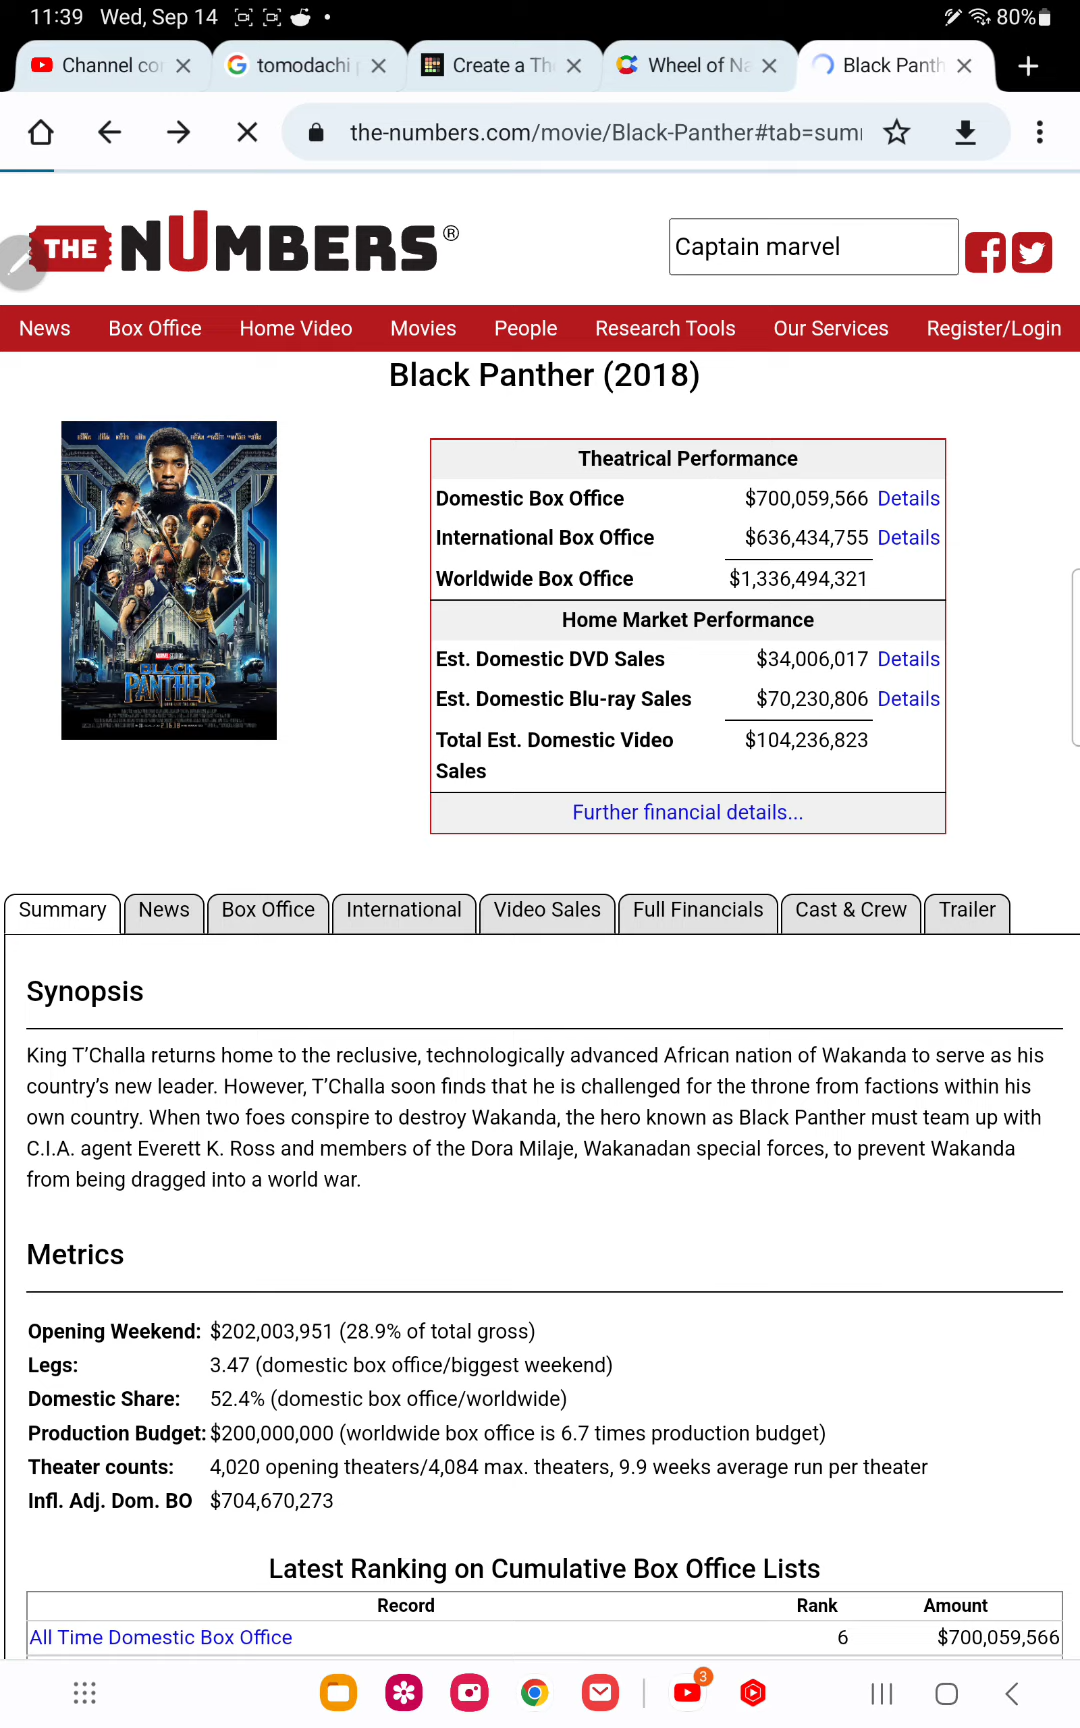 11:39 Wed, Sep 14
80%
Channel co
tomodachi
Create a Th
Wheel of Na
Black Panth
the-numbers.com/movie/Black-Panther#tab=sum
THE NUMBERS®
Captain marvel
News Box Office Home Video Movies People Research Tools Our Services Register/Login
Black Panther (2018)
MARVEL STUDIOS
BLACK
PANTHER
Theatrical Performance
Domestic Box Office $700,059,566 Details
International Box Office $636,434,755 Details
Worldwide Box Office $1,336,494,321
Home Market Performance
Est. Domestic DVD Sales $34,006,017 Details
Est. Domestic Blu-ray Sales $70,230,806 Details
Total Est. Domestic Video $104,236,823
Sales
Further financial details...
Summary News Box Office International Video Sales Full Financials Cast & Crew Trailer
Synopsis
King T’Challa returns home to the reclusive, technologically advanced African nation of Wakanda to serve as his
country’s new leader. However, T’Challa soon finds that he is challenged for the throne from factions within his
own country. When two foes conspire to destroy Wakanda, the hero known as Black Panther must team up with
C.I.A. agent Everett K. Ross and members of the Dora Milaje, Wakanadan special forces, to prevent Wakanda
from being dragged into a world war.
Metrics
Opening Weekend: $202,003,951 (28.9% of total gross)
Legs: 3.47 (domestic box office/biggest weekend)
Domestic Share: 52.4% (domestic box office/worldwide)
Production Budget: $200,000,000 (worldwide box office is 6.7 times production budget)
Theater counts: 4,020 opening theaters/4,084 max. theaters, 9.9 weeks average run per theater
Infl. Adj. Dom. BO $704,670,273
Latest Ranking on Cumulative Box Office Lists
Record Rank Amount
All Time Domestic Box Office 6 $700,059,566
3